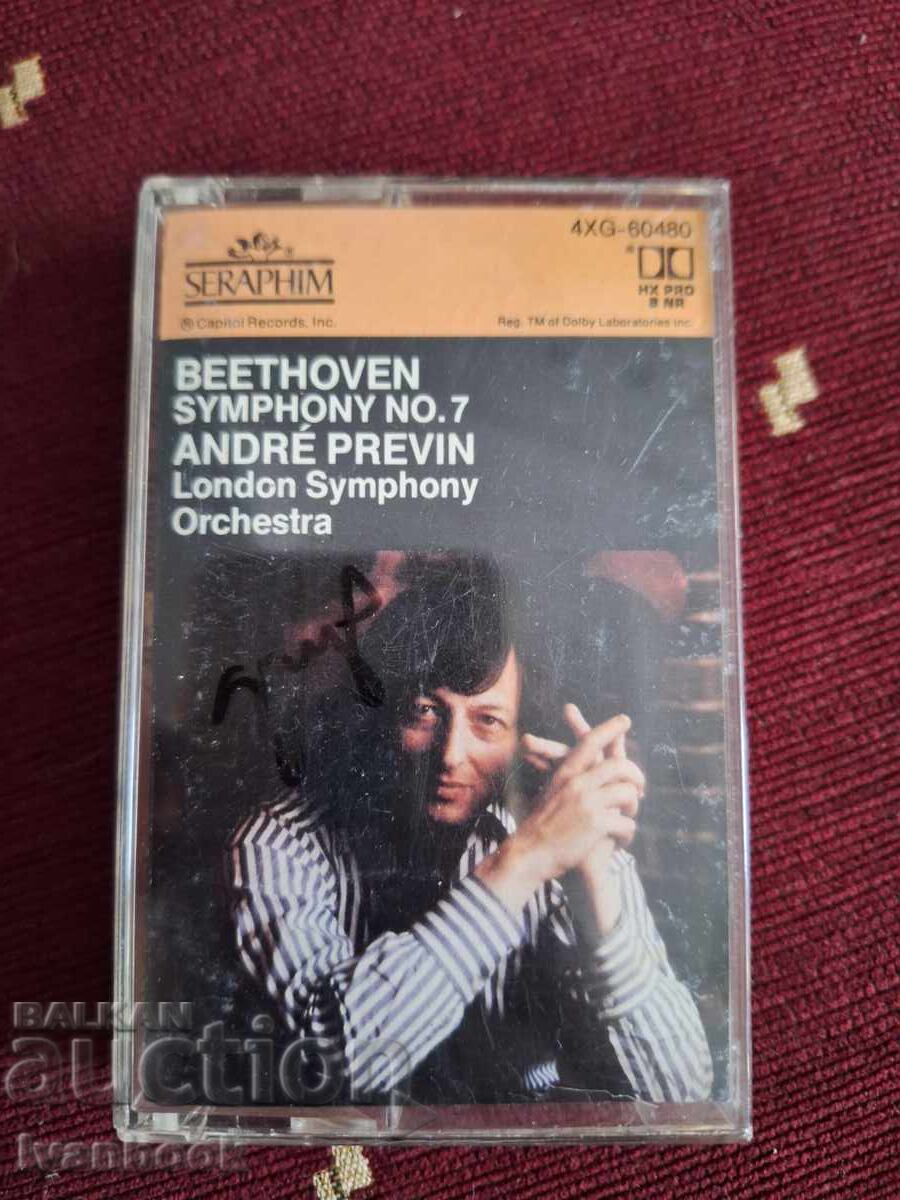 4XG-60480
SERAPHIM
HX PRO
B NR
℗ Capitol Records, Inc.
Reg. TM of Dolby Laboratories Inc.
BEETHOVEN
SYMPHONY NO.7
ANDRÉ PREVIN
London Symphony
Orchestra
BALKAN
auction
Ivanbook